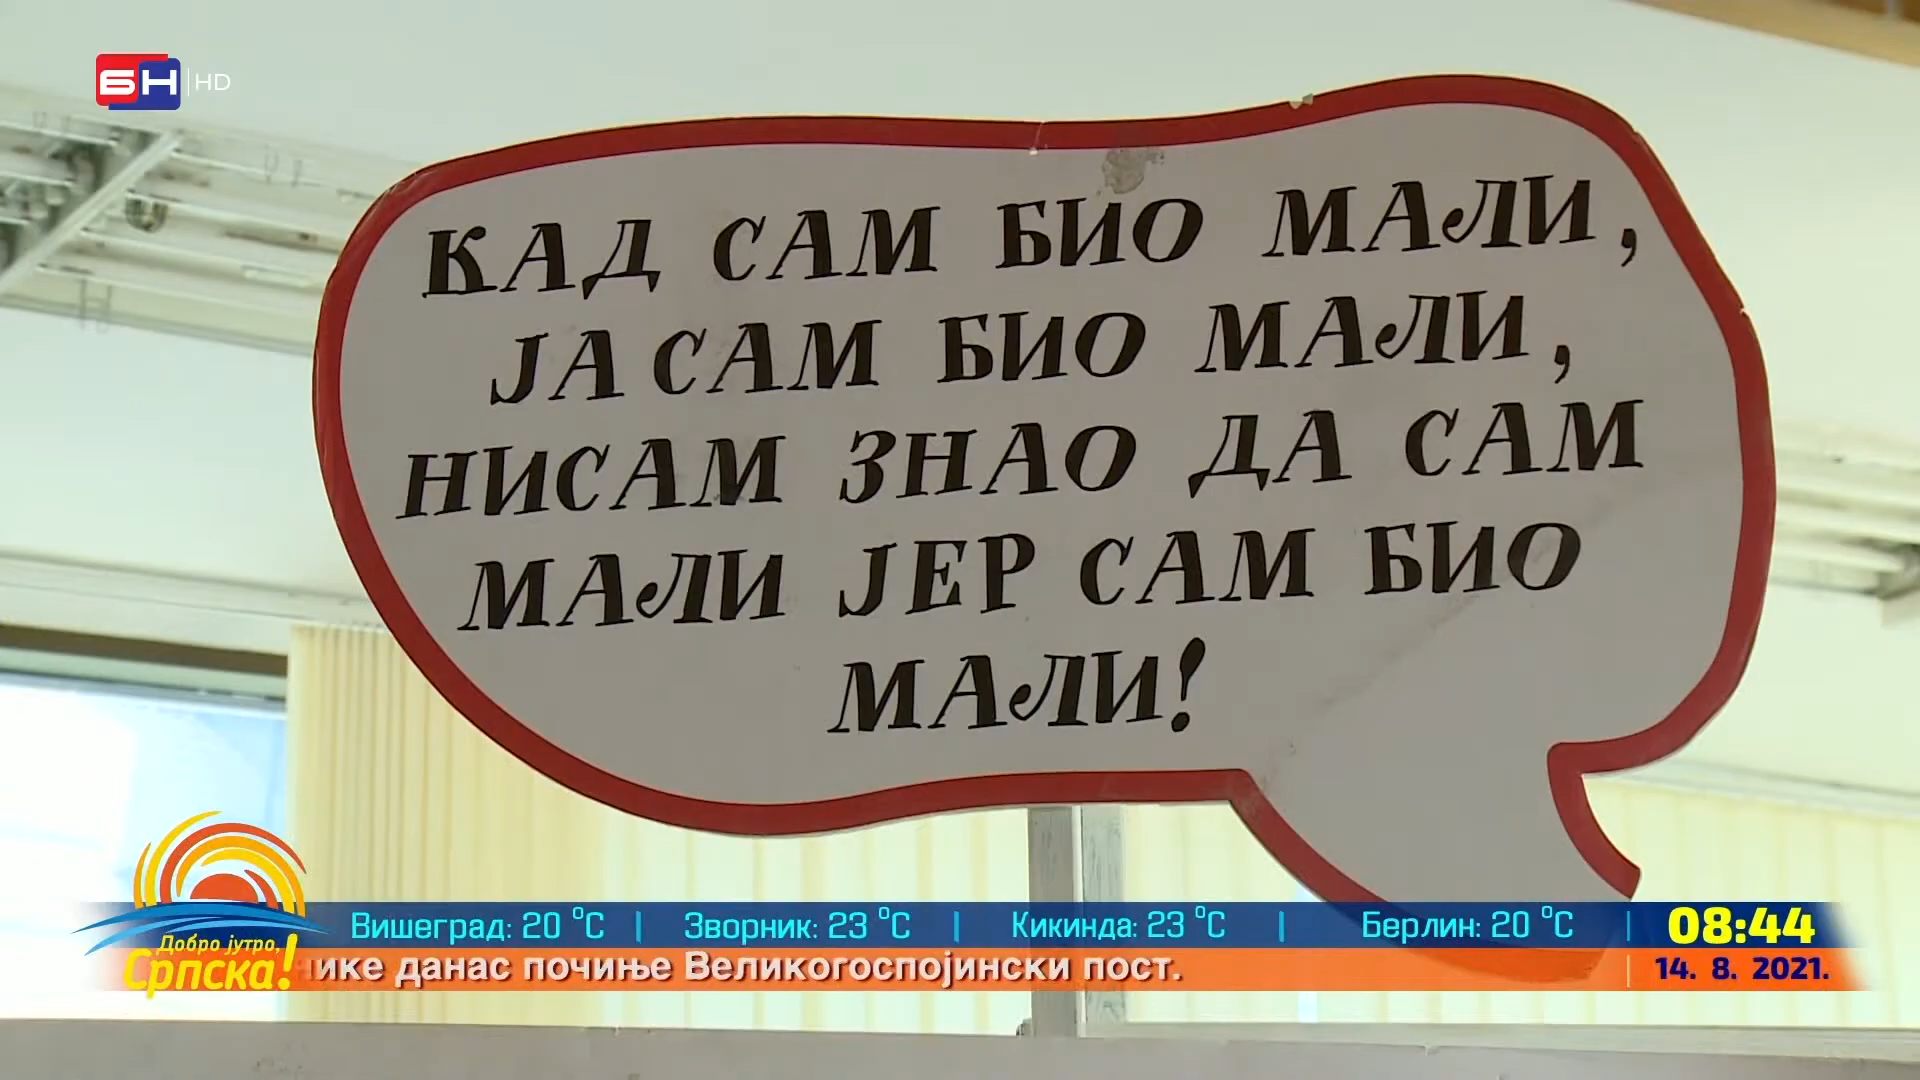 БН HD
КАД САМ БИО МАЛИ,
ЈА САМ БИО МАЛИ,
НИСАМ ЗНАО ДА САМ
МАЛИ ЈЕР САМ БИО
МАЛИ!
Вишеград: 20 °C | Зворник: 23 °C | Кикинда: 23 °C | Берлин: 20 °C | 08:44
Добро јутро,
Српска!
данас почиње Великогоспојински пост.
14. 8. 2021.